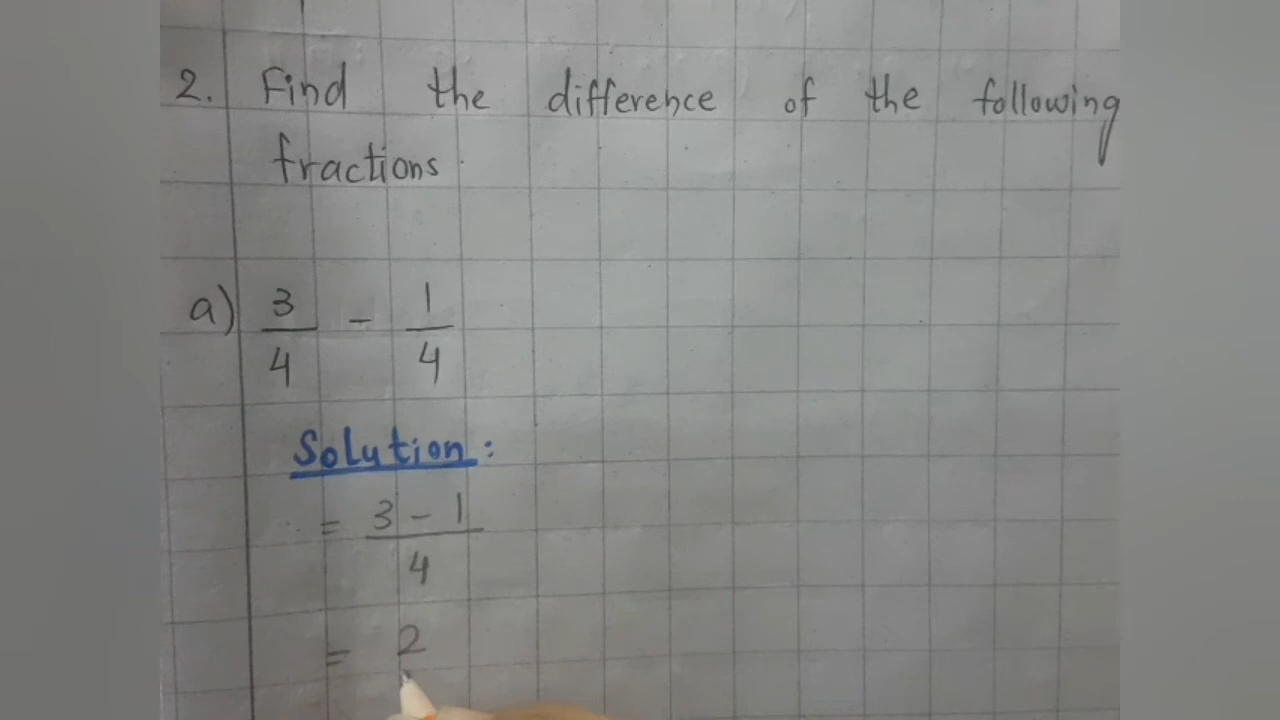 2. Find the difference of the following
fractions.
a) 3/4 - 1/4
Solution:
= 3 - 1 / 4
= 2